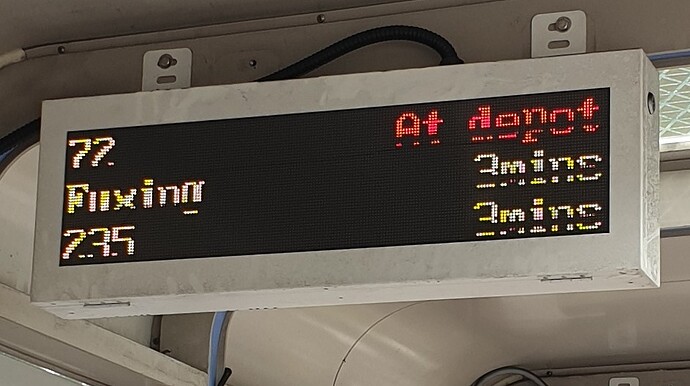 77 At depot
Fuxing 3mins
235 3mins